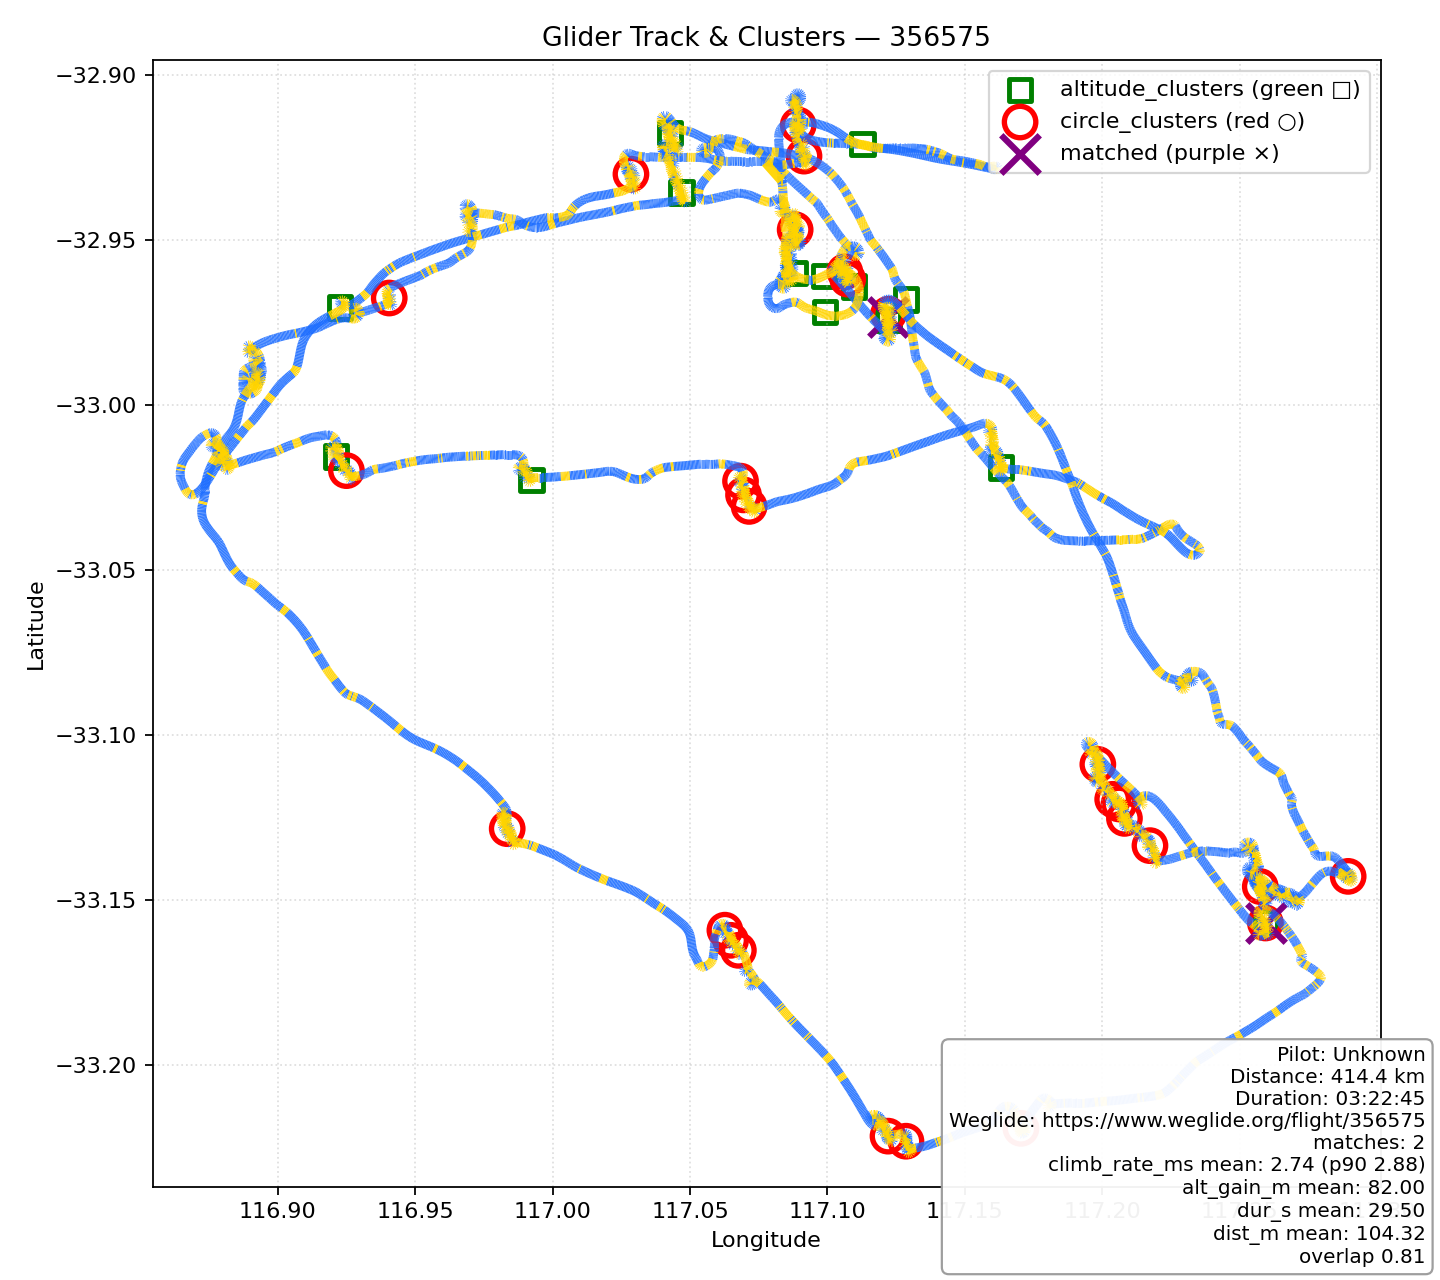 Glider Track & Clusters — 356575
altitude_clusters (green □)
circle_clusters (red ○)
matched (purple ×)
−32.90
−32.95
−33.00
−33.05
−33.10
−33.15
−33.20
Latitude
116.90
116.95
117.00
117.05
117.10
117.15
117.20
Longitude
Pilot: Unknown
Distance: 414.4 km
Duration: 03:22:45
Weglide: https://www.weglide.org/flight/356575
matches: 2
climb_rate_ms mean: 2.74 (p90 2.88)
alt_gain_m mean: 82.00
dur_s mean: 29.50
dist_m mean: 104.32
overlap 0.81